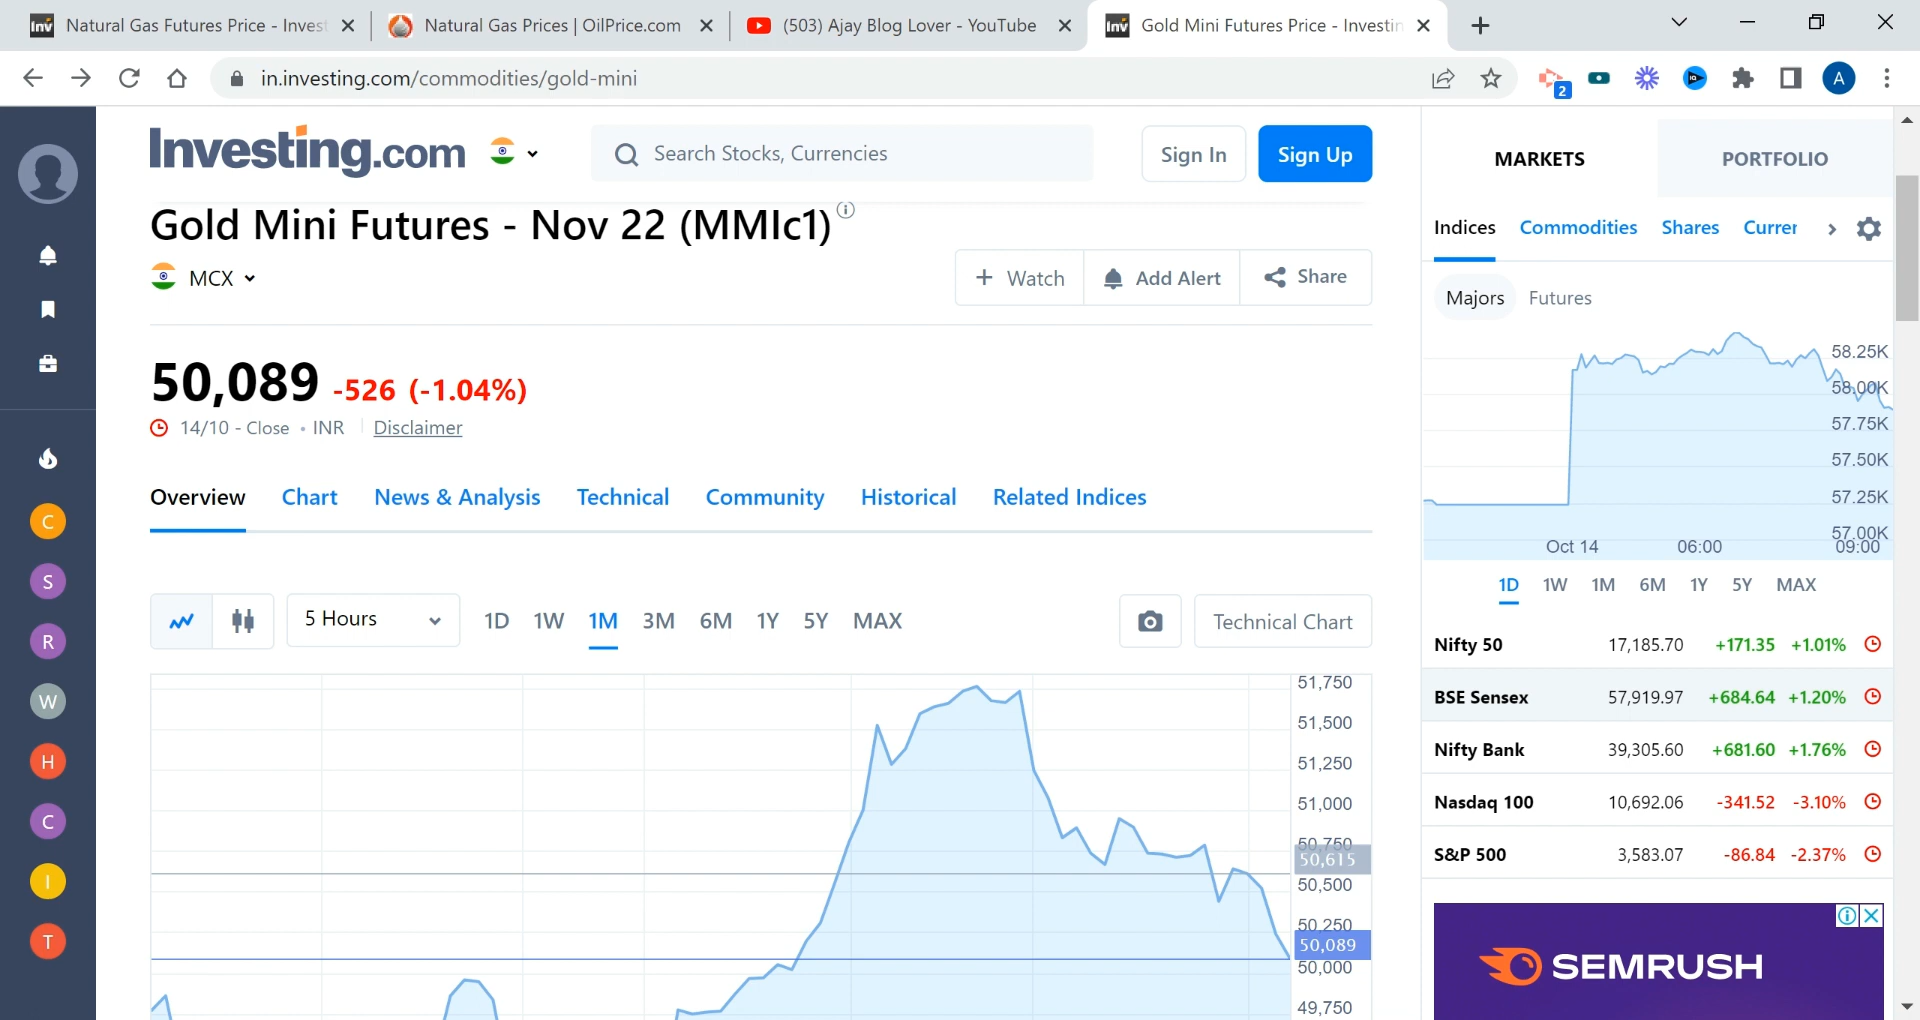 Natural Gas Futures Price - Invest
Natural Gas Prices | OilPrice.com
(503) Ajay Blog Lover - YouTube
Gold Mini Futures Price - Investin
in.investing.com/commodities/gold-mini
2
A
Investing.com
Search Stocks, Currencies
Sign In
Sign Up
Gold Mini Futures - Nov 22 (MMIc1)
MCX
+ Watch
Add Alert
Share
50,089 -526 (-1.04%)
14/10 - Close • INR
Disclaimer
Overview
Chart
News & Analysis
Technical
Community
Historical
Related Indices
5 Hours
1D
1W
1M
3M
6M
1Y
5Y
MAX
Technical Chart
51,750
51,500
51,250
51,000
50,750
50,615
50,500
50,250
50,089
50,000
49,750
C
S
R
W
H
C
I
T
MARKETS
PORTFOLIO
Indices
Commodities
Shares
Curren
Majors
Futures
58.25K
58.00K
57.75K
57.50K
57.25K
57.00K
Oct 14
06:00
09:00
1D
1W
1M
6M
1Y
5Y
MAX
Nifty 50 17,185.70 +171.35 +1.01%
BSE Sensex 57,919.97 +684.64 +1.20%
Nifty Bank 39,305.60 +681.60 +1.76%
Nasdaq 100 10,692.06 -341.52 -3.10%
S&P 500 3,583.07 -86.84 -2.37%
SEMRUSH